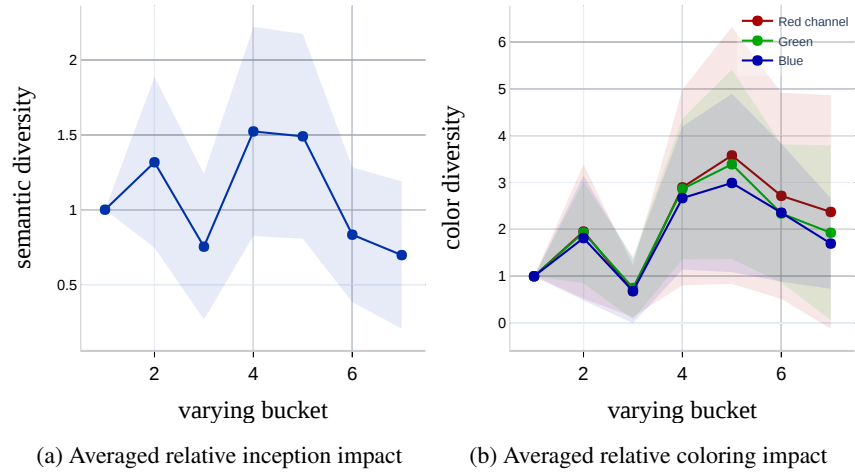 semantic diversity
2
1.5
1
0.5
2
4
6
varying bucket
(a) Averaged relative inception impact
color diversity
Red channel
Green
Blue
6
5
4
3
2
1
0
2
4
6
varying bucket
(b) Averaged relative coloring impact